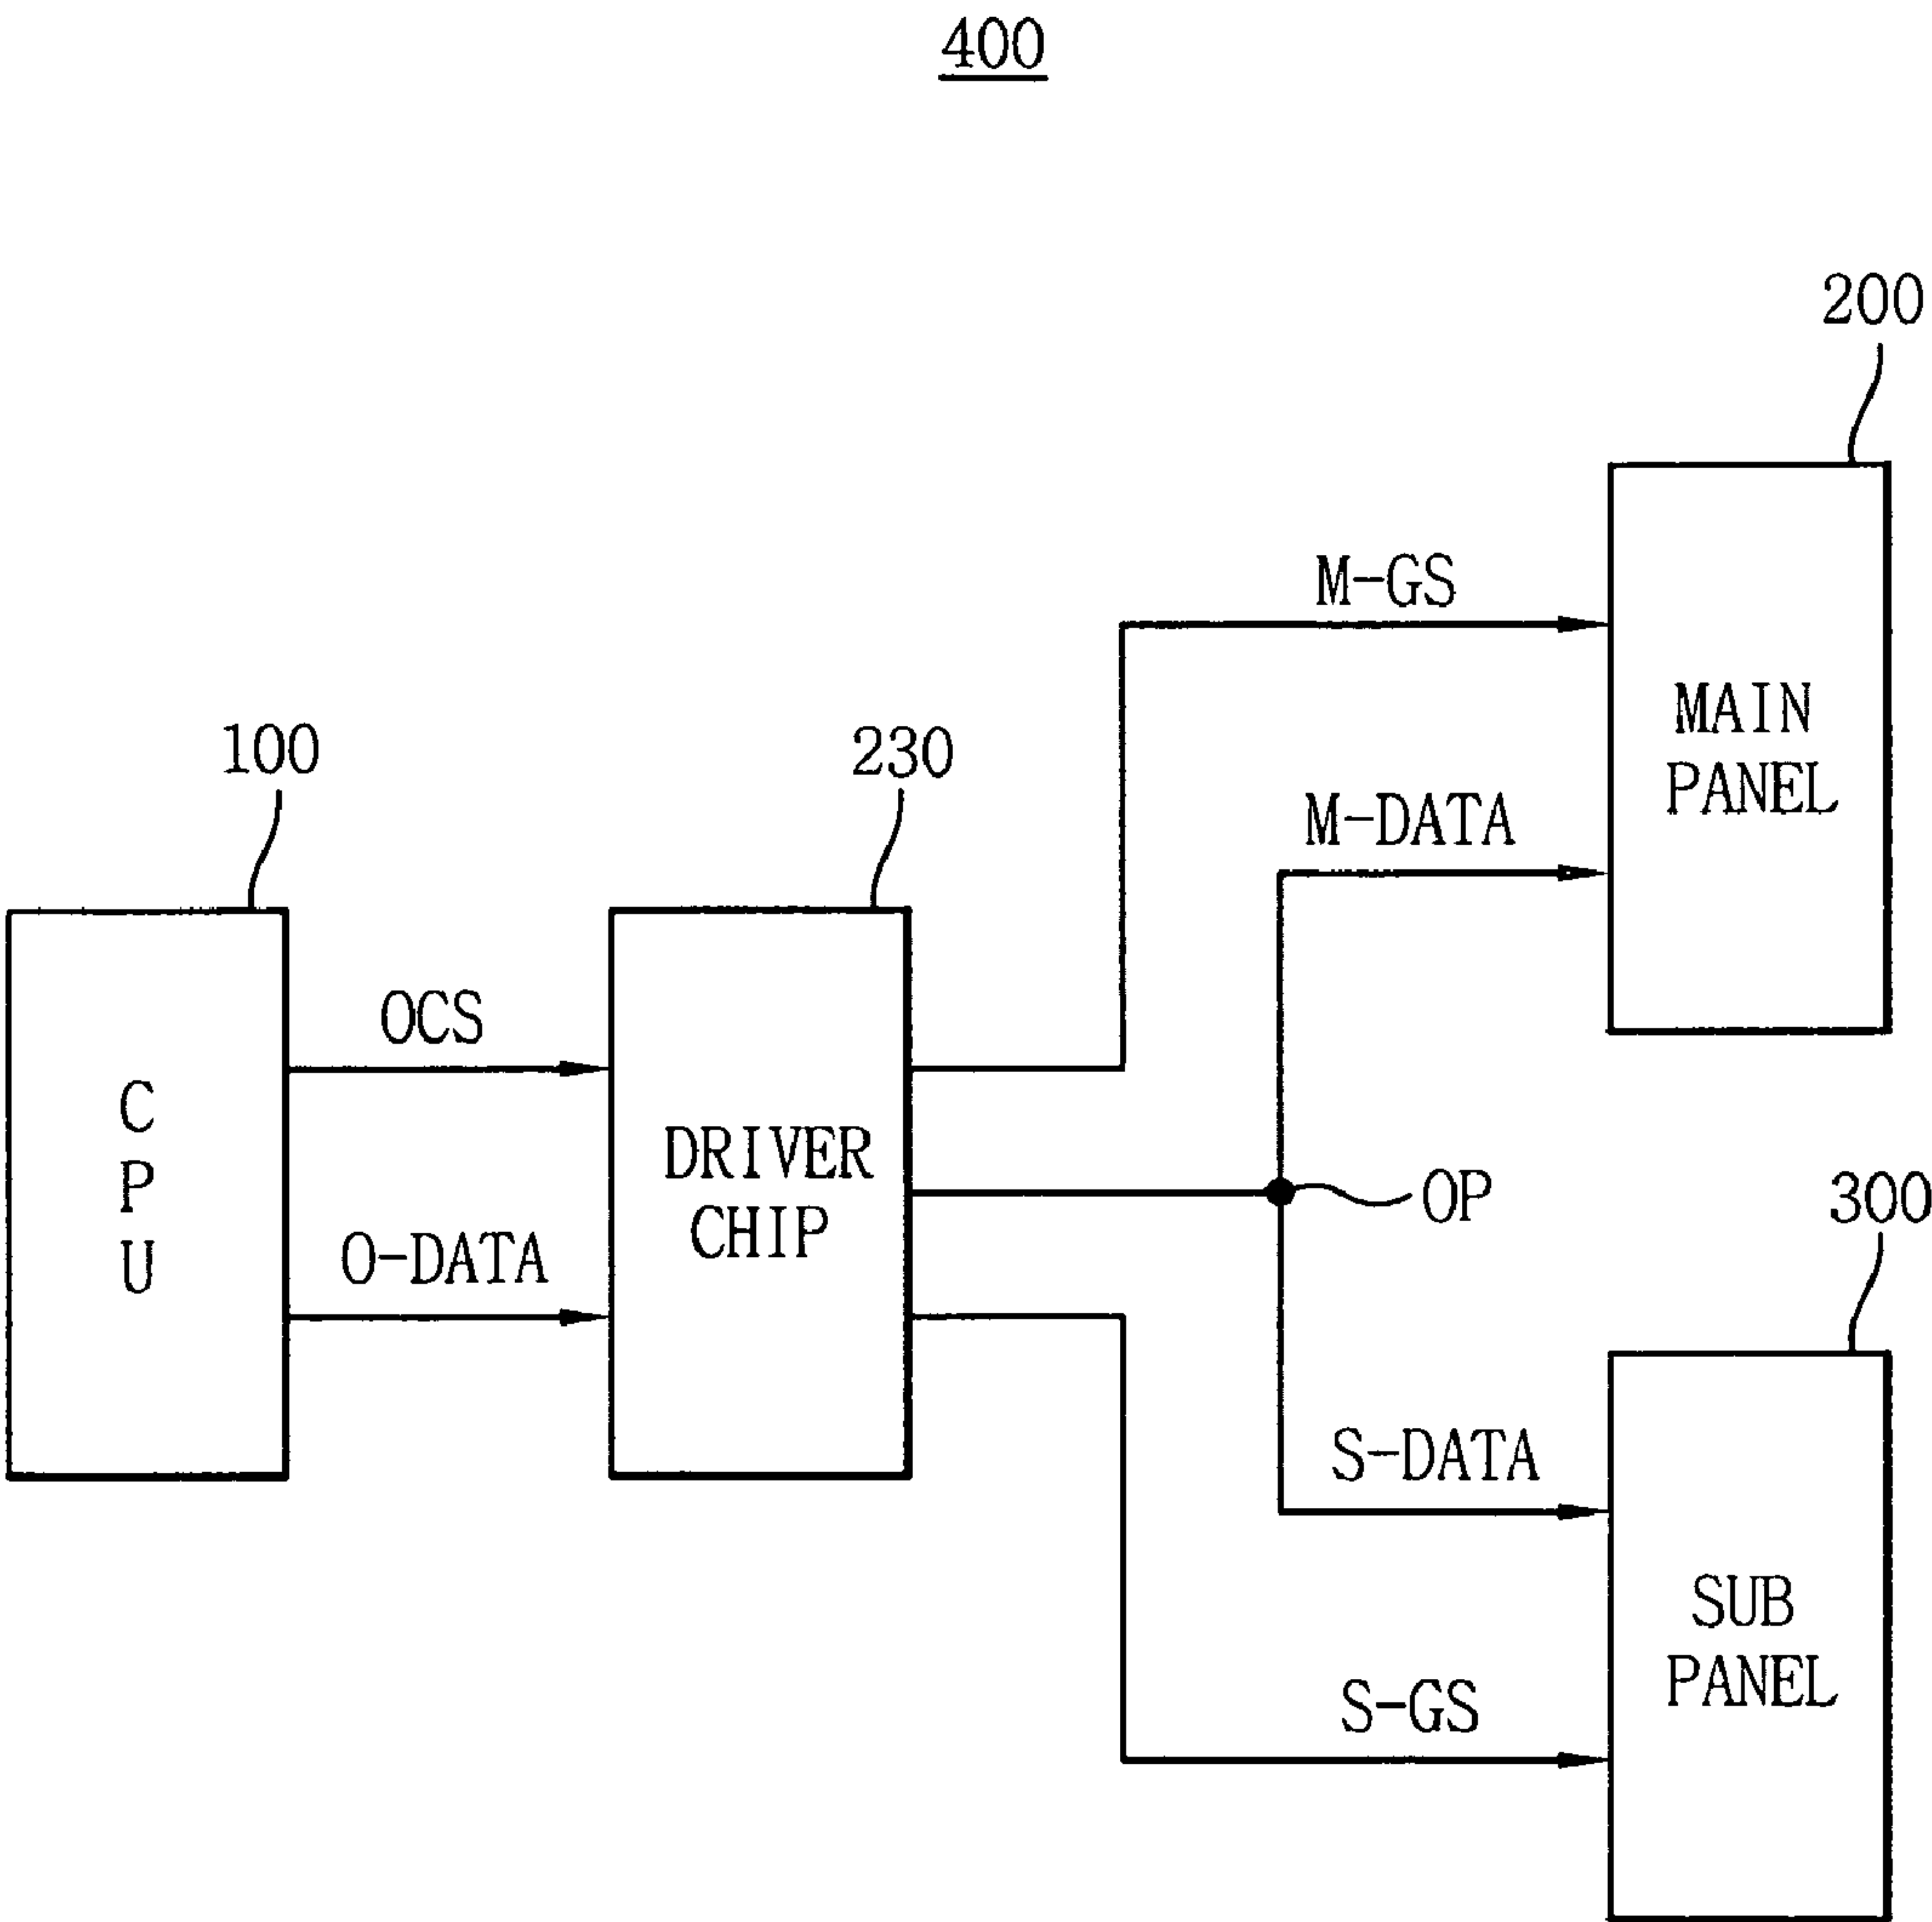 400
200
M-GS
MAIN
PANEL
M-DATA
100
230
OCS
C
P
U
DRIVER
CHIP
O-DATA
OP
300
S-DATA
SUB
PANEL
S-GS